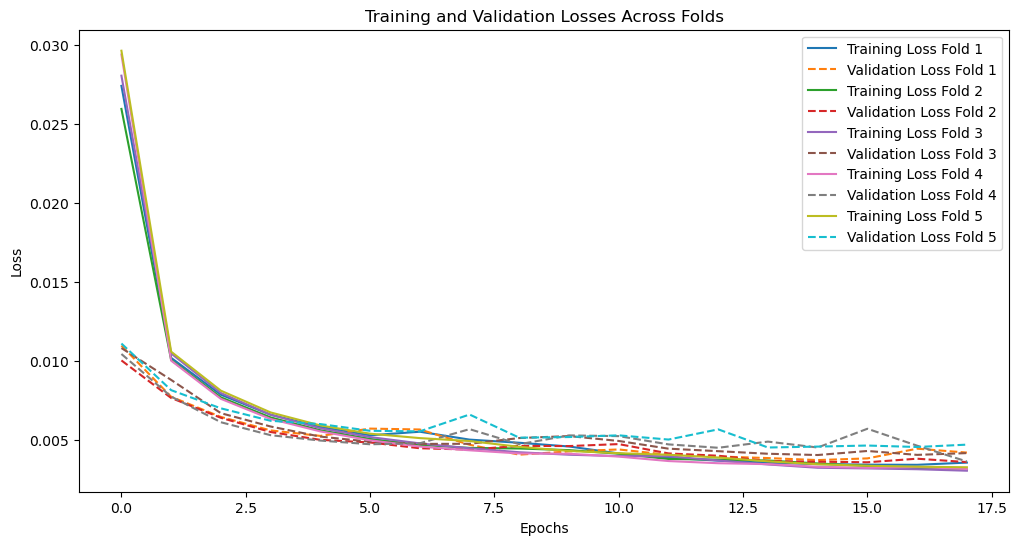 Training and Validation Losses Across Folds
0.030
0.025
0.020
0.015
0.010
0.005
Loss
Training Loss Fold 1
Validation Loss Fold 1
Training Loss Fold 2
Validation Loss Fold 2
Training Loss Fold 3
Validation Loss Fold 3
Training Loss Fold 4
Validation Loss Fold 4
Training Loss Fold 5
Validation Loss Fold 5
0.0 2.5 5.0 7.5 10.0 12.5 15.0 17.5
Epochs